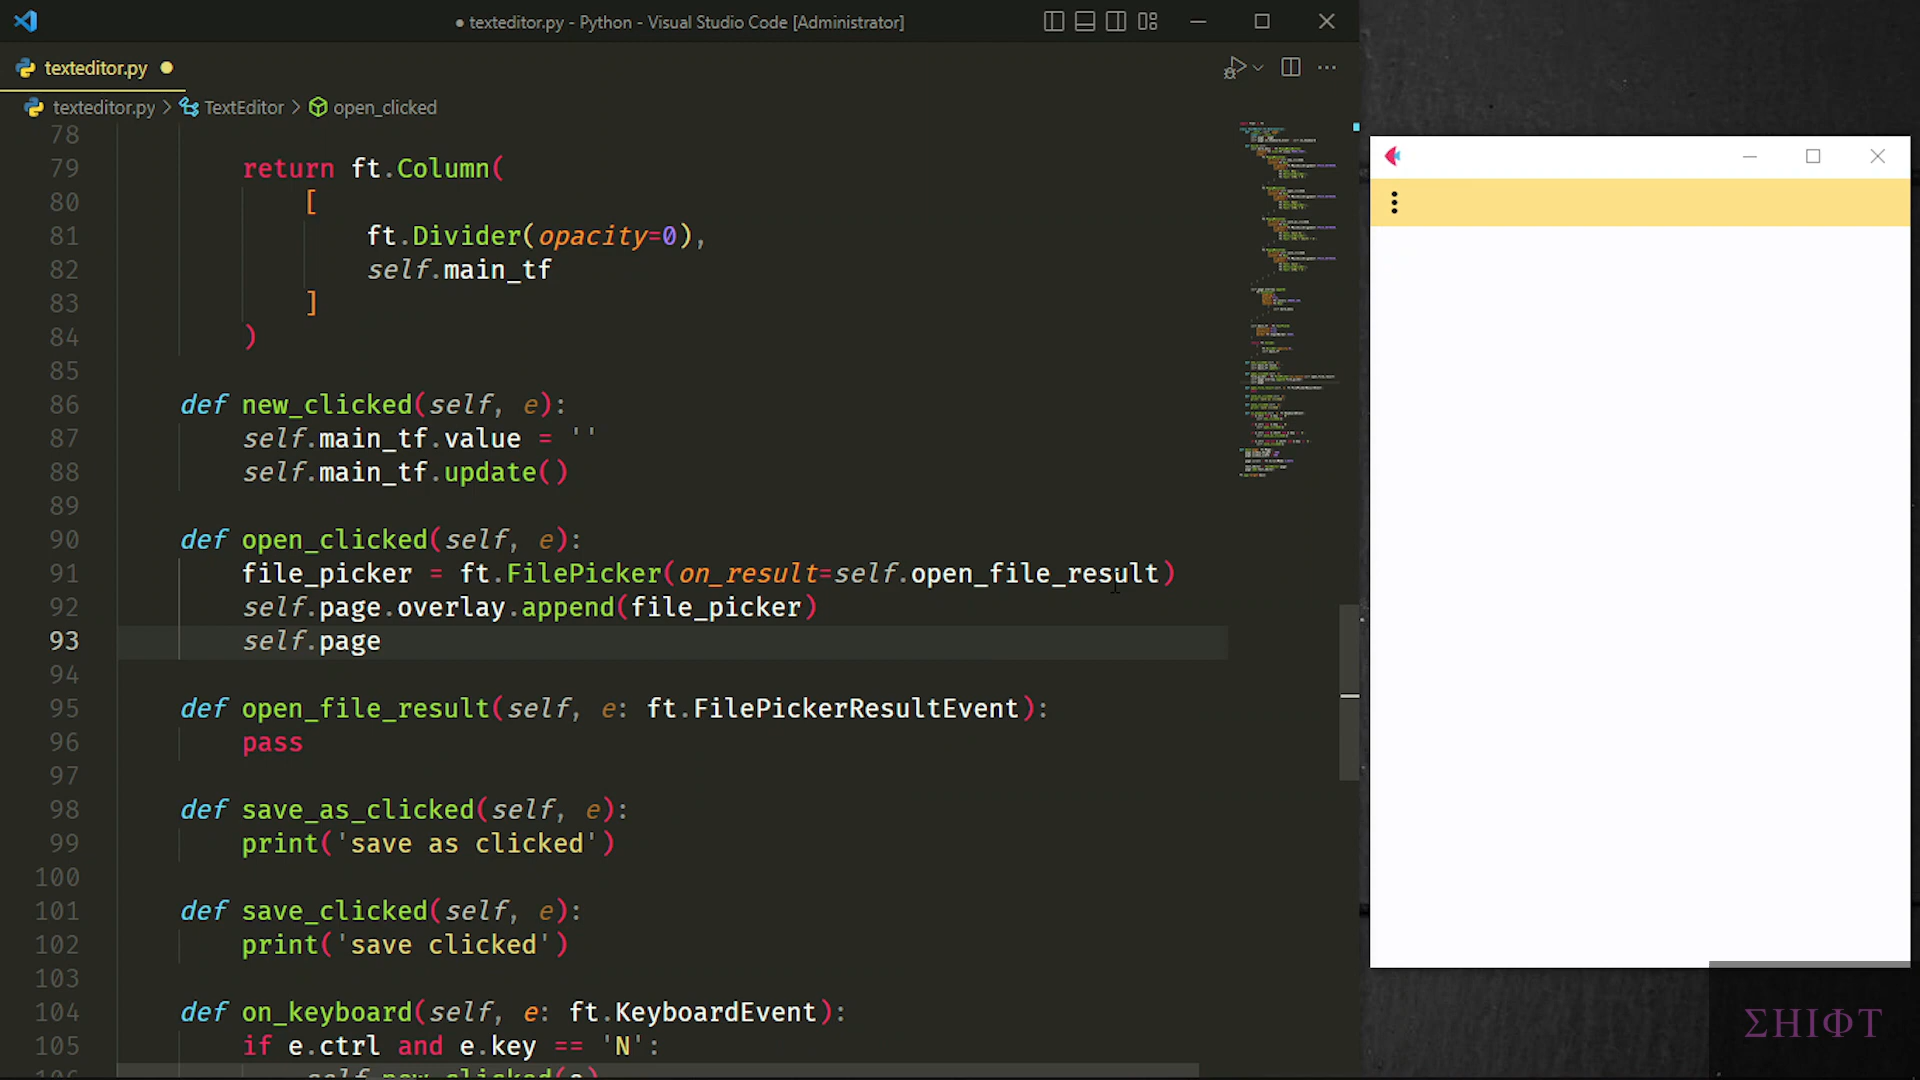 ● texteditor.py - Python - Visual Studio Code [Administrator]
texteditor.py
texteditor.py > TextEditor > open_clicked
78
79 return ft.Column(
80 [
81 ft.Divider(opacity=0),
82 self.main_tf
83 ]
84 )
85
86 def new_clicked(self, e):
87 self.main_tf.value = ''
88 self.main_tf.update()
89
90 def open_clicked(self, e):
91 file_picker = ft.FilePicker(on_result=self.open_file_result)
92 self.page.overlay.append(file_picker)
93 self.page
94
95 def open_file_result(self, e: ft.FilePickerResultEvent):
96 pass
97
98 def save_as_clicked(self, e):
99 print('save as clicked')
100
101 def save_clicked(self, e):
102 print('save clicked')
103
104 def on_keyboard(self, e: ft.KeyboardEvent):
105 if e.ctrl and e.key == 'N':
106 self.new_clicked(e)
ΣHIΦT